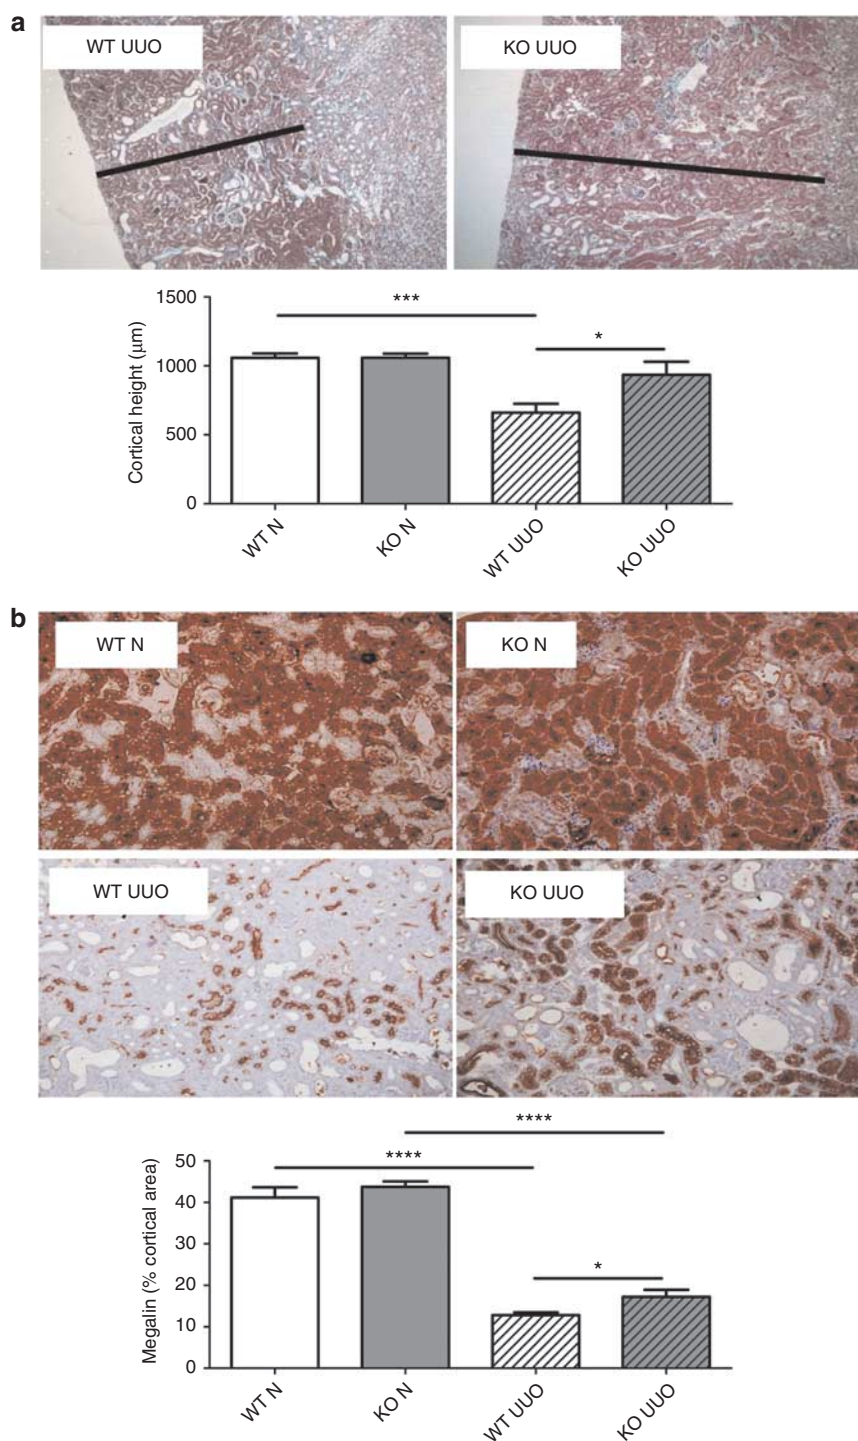 a
WT UUO
KO UUO
1500
1000
500
0
Cortical height (μm)
***
*
WT N
KO N
WT UUO
KO UUO
b
WT N
KO N
WT UUO
KO UUO
50
40
30
20
10
0
Megalin (% cortical area)
****
****
*
WT N
KO N
WT UUO
KO UUO